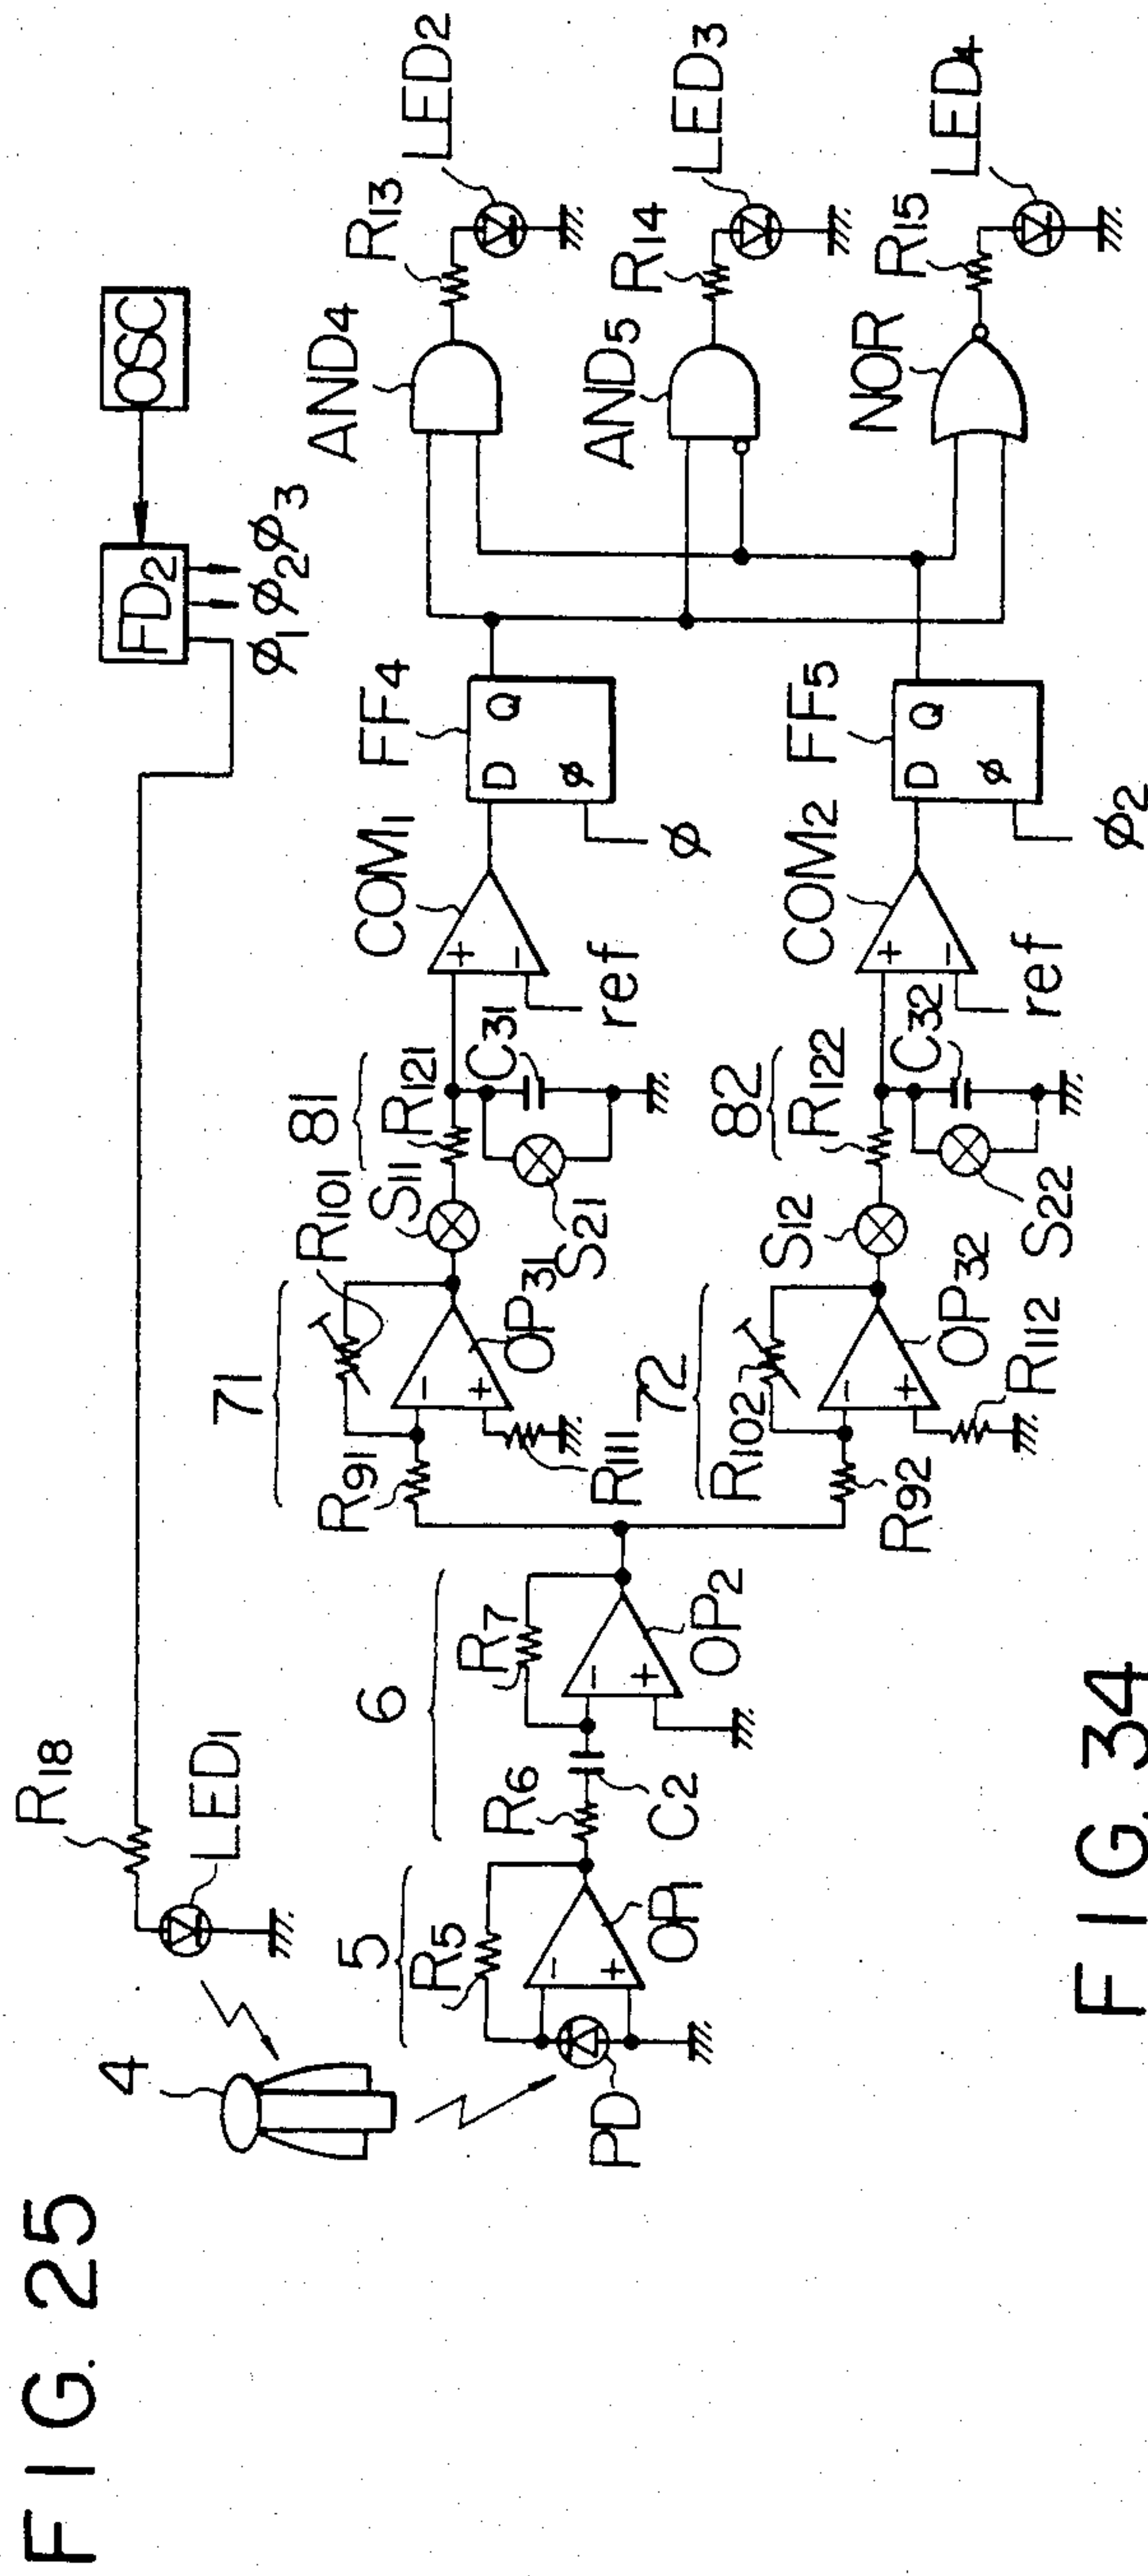 FIG. 25
4
R18
LED1
FD2
OSC
φ1 φ2 φ3
5
R5
OP1
PD
6
R6
C2
R7
OP2
71
R91
R101
OP31
R111
S11
81
R121
C31
S21
COM1
+
−
ref
FF4
D Q
φ
φ
AND4
R13
LED2
AND5
R14
LED3
NOR
R15
LED4
72
R92
R102
OP32
R112
S12
82
R122
C32
S22
COM2
+
−
ref
FF5
D Q
φ
φ2
FIG. 34